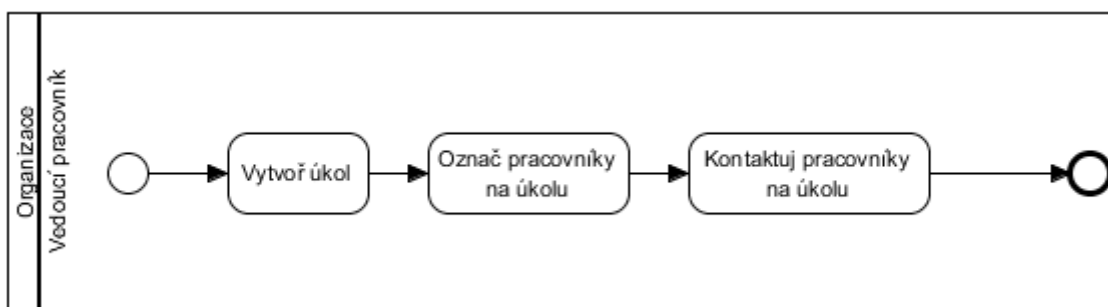 Organizace
Vedoucí pracovník
Vytvoř úkol
Označ pracovníky
na úkolu
Kontaktuj pracovníky
na úkolu